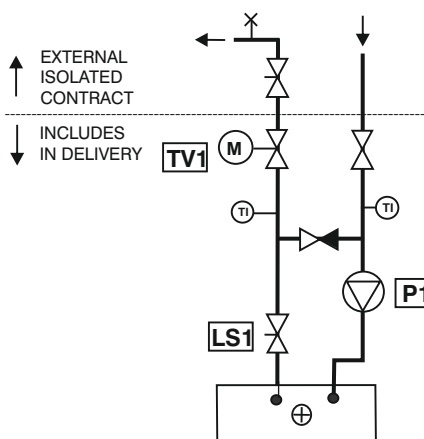 EXTERNAL
ISOLATED
CONTRACT
INCLUDES
IN DELIVERY
M
TV1
TI
TI
P1
LS1